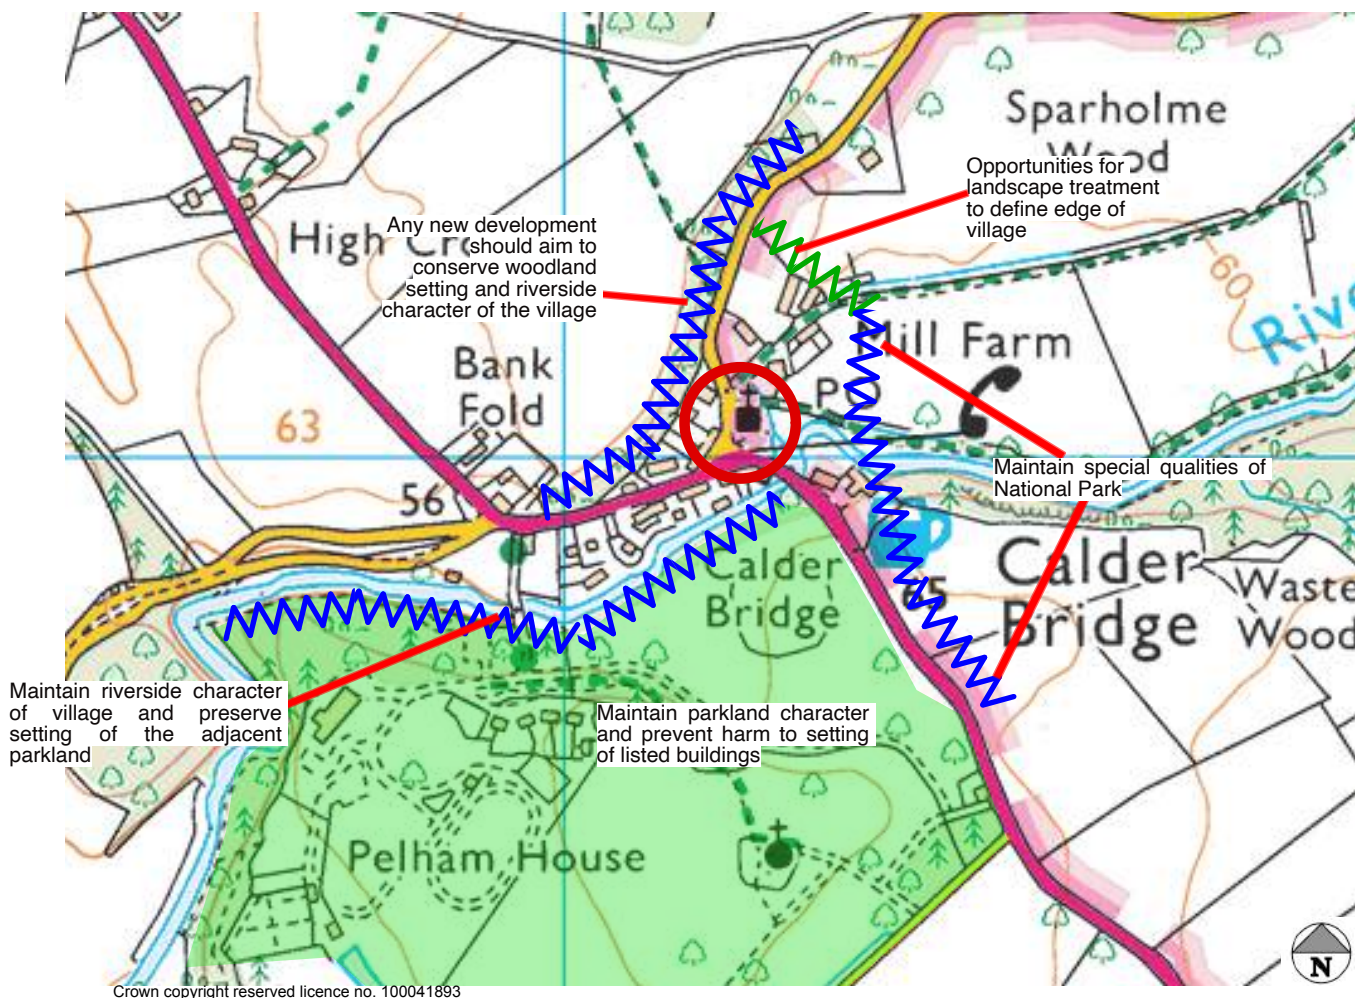 Sparholme
Wood
Opportunities for
landscape treatment
to define edge of
village
High Cro
Any new development
should aim to
conserve woodland
setting and riverside
character of the village
60
River
Mill Farm
Bank
Fold
PO
63
Maintain special qualities of
National Park
56
Calder
Bridge
65
Calder
Bridge
Waste
Wood
Maintain riverside character
of village and preserve
setting of the adjacent
parkland
Maintain parkland character
and prevent harm to setting
of listed buildings
Pelham House
N
Crown copyright reserved licence no. 100041893